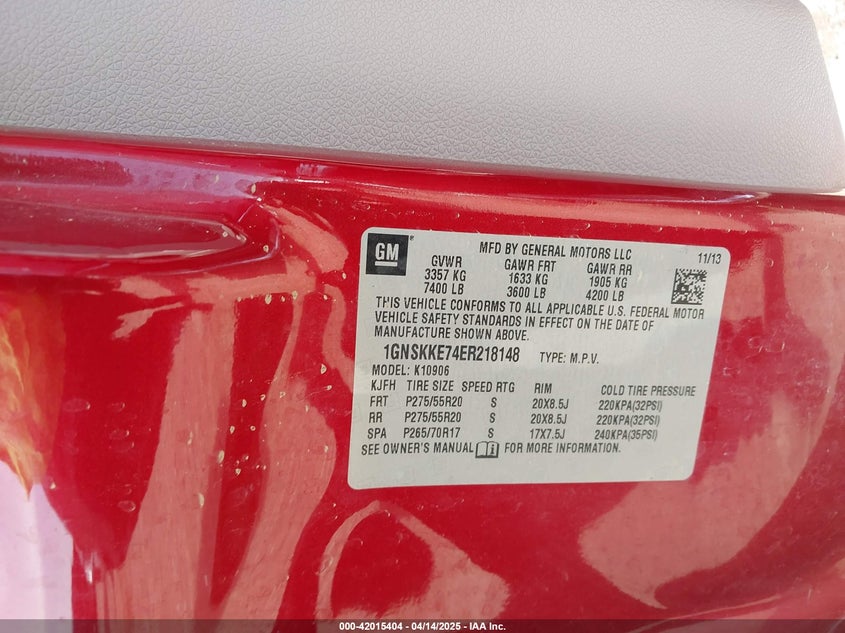 GM
MFD BY GENERAL MOTORS LLC 11/13
GVWR GAWR FRT GAWR RR
3357 KG 1633 KG 1905 KG
7400 LB 3600 LB 4200 LB
THIS VEHICLE CONFORMS TO ALL APPLICABLE U.S. FEDERAL MOTOR
VEHICLE SAFETY STANDARDS IN EFFECT ON THE DATE OF
MANUFACTURE SHOWN ABOVE.
1GNSKKE74ER218148 TYPE: M.P.V.
MODEL: K10906
KJFH TIRE SIZE SPEED RTG RIM COLD TIRE PRESSURE
FRT P275/55R20 S 20X8.5J 220KPA(32PSI)
RR P275/55R20 S 20X8.5J 220KPA(32PSI)
SPA P265/70R17 S 17X7.5J 240KPA(35PSI)
SEE OWNER'S MANUAL FOR MORE INFORMATION.
000-42015404 - 04/14/2025 - IAA Inc.